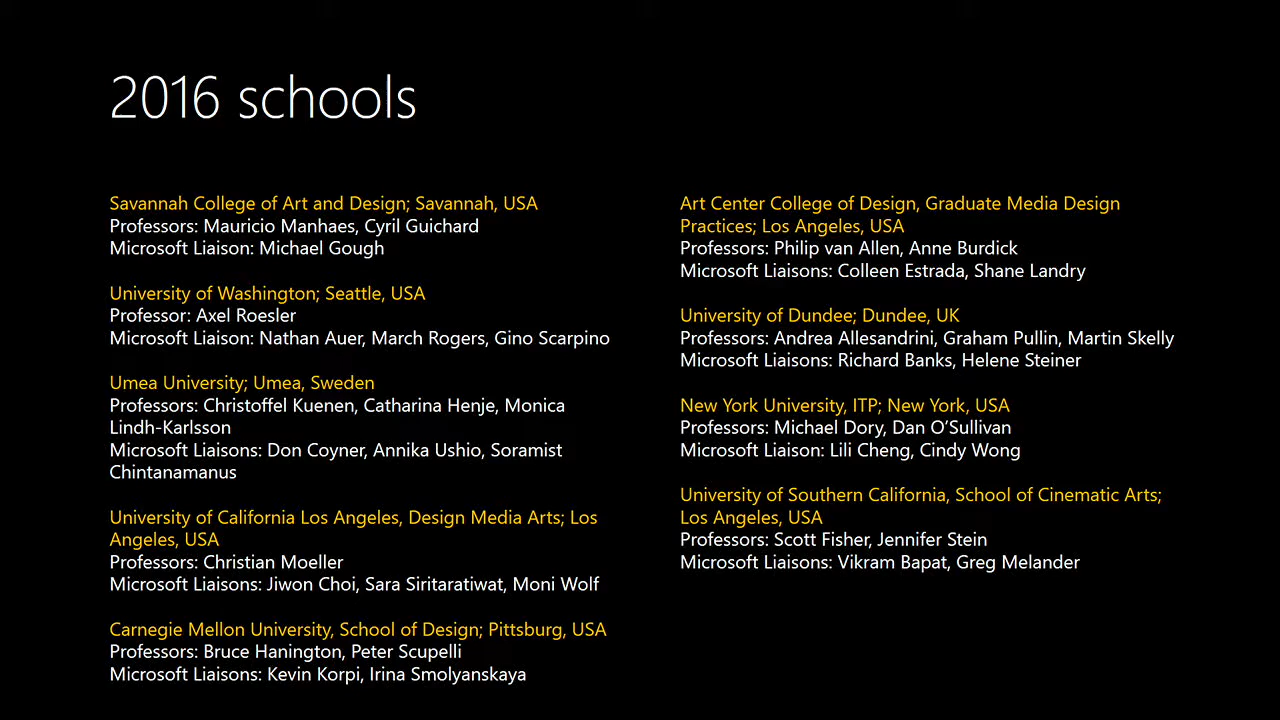 2016 schools
Savannah College of Art and Design; Savannah, USA
Professors: Mauricio Manhaes, Cyril Guichard
Microsoft Liaison: Michael Gough
University of Washington; Seattle, USA
Professor: Axel Roesler
Microsoft Liaison: Nathan Auer, March Rogers, Gino Scarpino
Umea University; Umea, Sweden
Professors: Christoffel Kuenen, Catharina Henje, Monica
Lindh-Karlsson
Microsoft Liaisons: Don Coyner, Annika Ushio, Soramist
Chintanamanus
University of California Los Angeles, Design Media Arts; Los
Angeles, USA
Professors: Christian Moeller
Microsoft Liaisons: Jiwon Choi, Sara Siritaratiwat, Moni Wolf
Carnegie Mellon University, School of Design; Pittsburg, USA
Professors: Bruce Hanington, Peter Scupelli
Microsoft Liaisons: Kevin Korpi, Irina Smolyanskaya
Art Center College of Design, Graduate Media Design
Practices; Los Angeles, USA
Professors: Philip van Allen, Anne Burdick
Microsoft Liaisons: Colleen Estrada, Shane Landry
University of Dundee; Dundee, UK
Professors: Andrea Allesandrini, Graham Pullin, Martin Skelly
Microsoft Liaisons: Richard Banks, Helene Steiner
New York University, ITP; New York, USA
Professors: Michael Dory, Dan O’Sullivan
Microsoft Liaison: Lili Cheng, Cindy Wong
University of Southern California, School of Cinematic Arts;
Los Angeles, USA
Professors: Scott Fisher, Jennifer Stein
Microsoft Liaisons: Vikram Bapat, Greg Melander